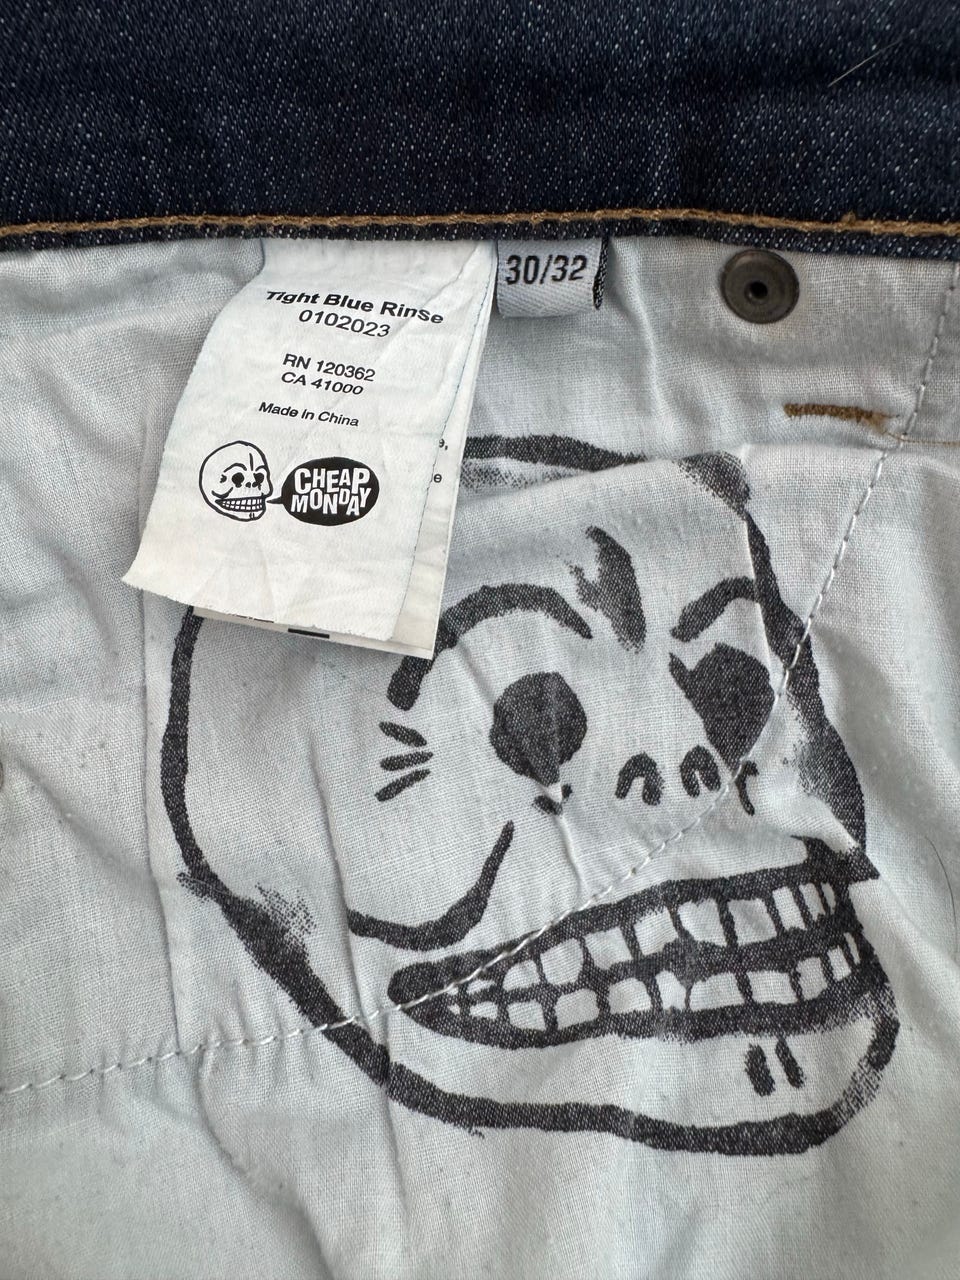 30/32
Tight Blue Rinse
0102023
RN 120362
CA 41000
Made in China
CHEAP
MONDAY